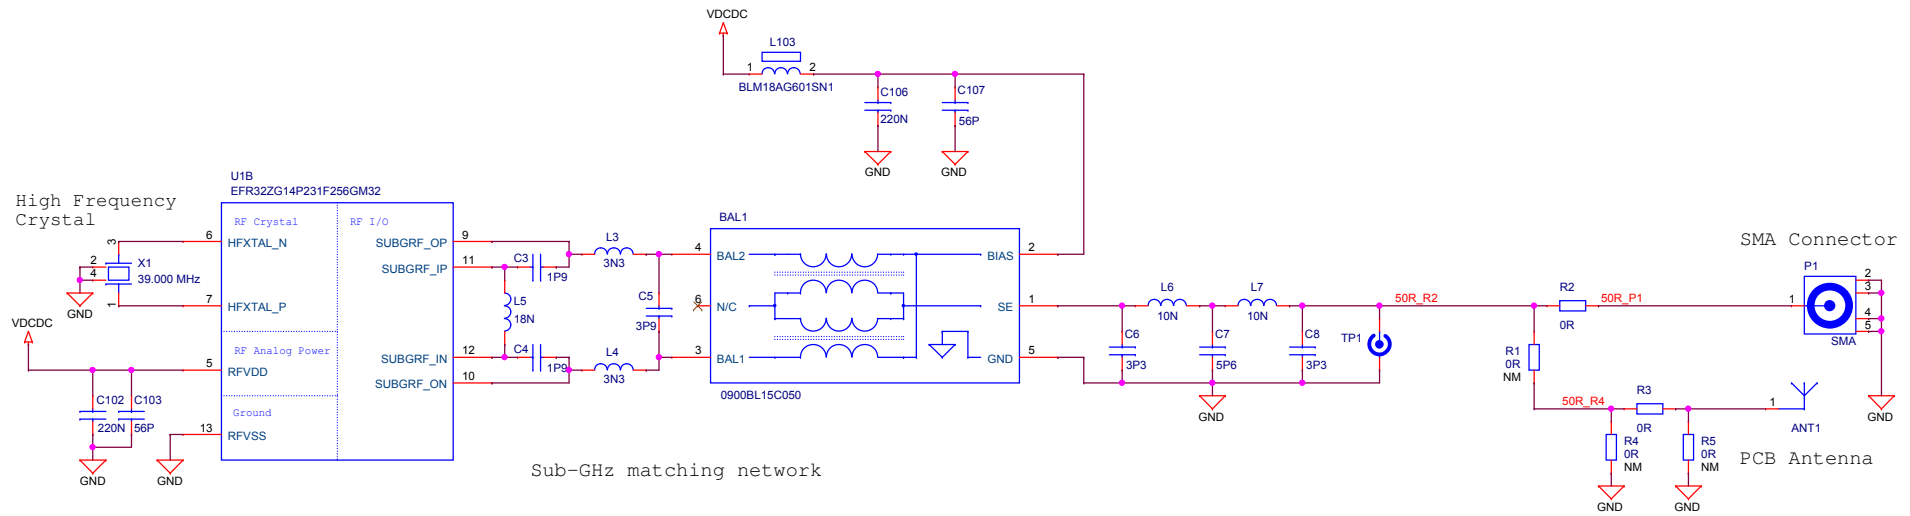 VDCDC
L103
1
2
BLM18AG601SN1
C106
220N
C107
56P
GND
GND
High Frequency
Crystal
U1B
EFR32ZG14P231F256GM32
RF Crystal
RF I/O
6
HFXTAL_N
7
HFXTAL_P
3
2
4
1
X1
39.000 MHz
GND
VDCDC
RF Analog Power
5
RFVDD
Ground
13
RFVSS
C102
220N
C103
56P
GND
GND
SUBGRF_OP
9
SUBGRF_IP
11
SUBGRF_IN
12
SUBGRF_ON
10
C3
1P9
L5
18N
C4
1P9
L3
3N3
L4
3N3
C5
3P9
BAL1
4
BAL2
6
N/C
3
BAL1
BIAS
2
SE
1
GND
5
0900BL15C050
Sub-GHz matching network
C6
3P3
L6
10N
C7
5P6
L7
10N
C8
3P3
GND
TP1
50R_R2
R2
0R
50R_P1
R1
0R
NM
50R_R4
R3
0R
R4
0R
NM
R5
0R
NM
GND
GND
1
ANT1
PCB Antenna
SMA Connector
P1
1
2
3
4
5
SMA
GND